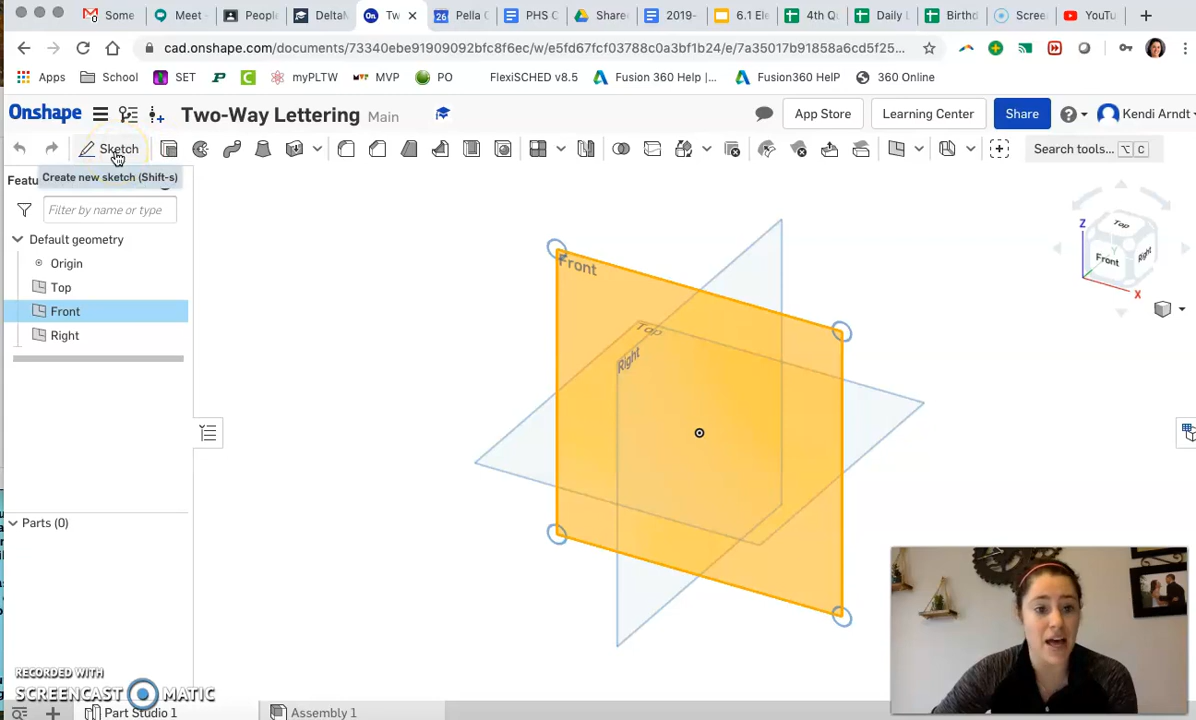 Some
Meet -
People
DeltaM
Tw
26
Pella C
PHS C
Share
2019-
6.1 Ele
4th Q
Daily L
Birthd
Scree
YouTu
cad.onshape.com/documents/73340ebe91909092bfc8f6ec/w/e5fd67fcf03788c0a3bf1b24/e/7a35017b91858a6cd5f25...
Apps
School
SET
myPLTW
MVP
PO
FlexiSCHED v8.5
Fusion 360 Help |...
Fusion360 HelP
360 Online
Onshape
Two-Way Lettering
Main
App Store
Learning Center
Share
Kendi Arndt
Sketch
Search tools...
⌥ C
Create new sketch (Shift-s)
Featu
Filter by name or type
Default geometry
Origin
Top
Front
Right
Parts (0)
Front
Top
Right
Z
Top
Front
Right
Y
X
RECORDED WITH
SCREENCAST MATIC
Part Studio 1
Assembly 1